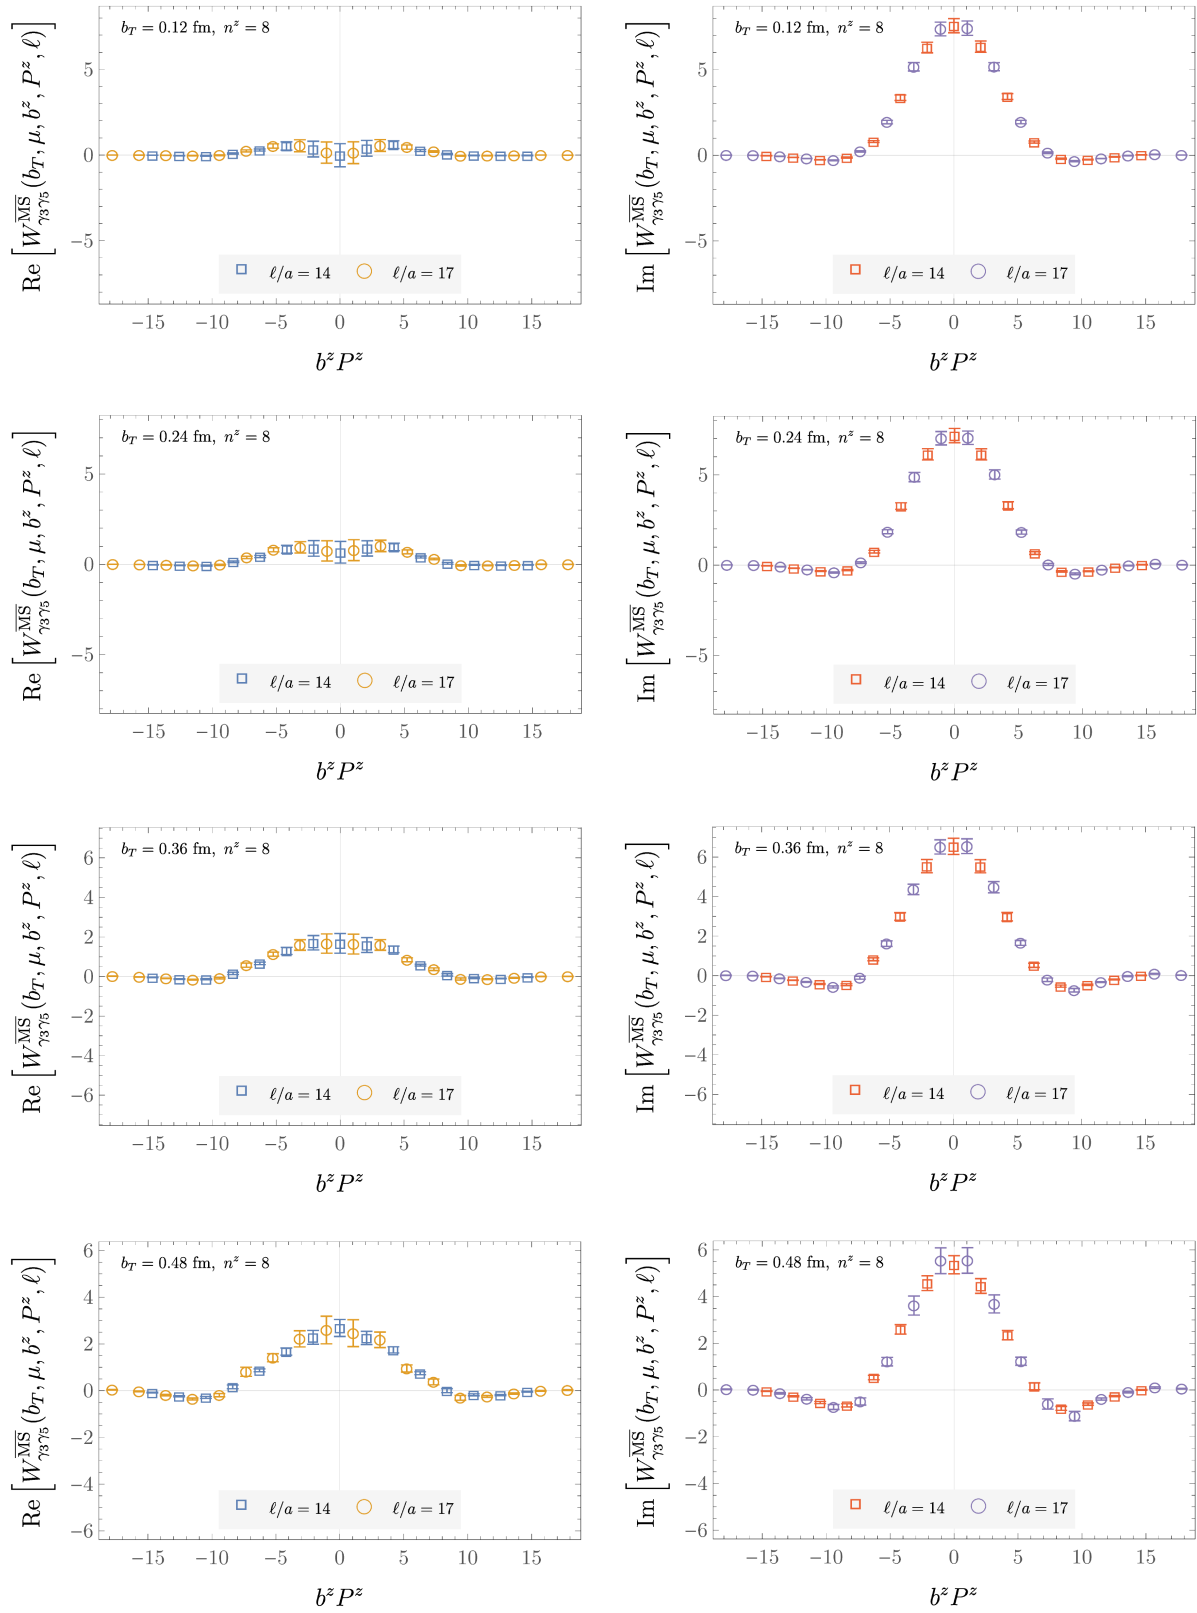 b_T = 0.12 fm, n^z = 8
Re [W^{\overline{MS}}_{γ3γ5}(b_T, μ, b^z, P^z, ℓ)]
5
0
−5
ℓ/a = 14 ℓ/a = 17
−15 −10 −5 0 5 10 15
b^z P^z
b_T = 0.12 fm, n^z = 8
Im [W^{\overline{MS}}_{γ3γ5}(b_T, μ, b^z, P^z, ℓ)]
5
0
−5
ℓ/a = 14 ℓ/a = 17
−15 −10 −5 0 5 10 15
b^z P^z
b_T = 0.24 fm, n^z = 8
Re [W^{\overline{MS}}_{γ3γ5}(b_T, μ, b^z, P^z, ℓ)]
5
0
−5
ℓ/a = 14 ℓ/a = 17
−15 −10 −5 0 5 10 15
b^z P^z
b_T = 0.24 fm, n^z = 8
Im [W^{\overline{MS}}_{γ3γ5}(b_T, μ, b^z, P^z, ℓ)]
5
0
−5
ℓ/a = 14 ℓ/a = 17
−15 −10 −5 0 5 10 15
b^z P^z
b_T = 0.36 fm, n^z = 8
Re [W^{\overline{MS}}_{γ3γ5}(b_T, μ, b^z, P^z, ℓ)]
6
4
2
0
−2
−4
−6
ℓ/a = 14 ℓ/a = 17
−15 −10 −5 0 5 10 15
b^z P^z
b_T = 0.36 fm, n^z = 8
Im [W^{\overline{MS}}_{γ3γ5}(b_T, μ, b^z, P^z, ℓ)]
6
4
2
0
−2
−4
−6
ℓ/a = 14 ℓ/a = 17
−15 −10 −5 0 5 10 15
b^z P^z
b_T = 0.48 fm, n^z = 8
Re [W^{\overline{MS}}_{γ3γ5}(b_T, μ, b^z, P^z, ℓ)]
6
4
2
0
−2
−4
−6
ℓ/a = 14 ℓ/a = 17
−15 −10 −5 0 5 10 15
b^z P^z
b_T = 0.48 fm, n^z = 8
Im [W^{\overline{MS}}_{γ3γ5}(b_T, μ, b^z, P^z, ℓ)]
6
4
2
0
−2
−4
−6
ℓ/a = 14 ℓ/a = 17
−15 −10 −5 0 5 10 15
b^z P^z